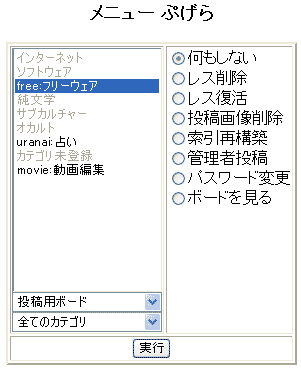 メニュー ぷげら
インターネット
ソフトウェア
free:フリーウェア
純文学
サブカルチャー
オカルト
uranai:占い
カテゴリ未登録
movie:動画編集
投稿用ボード
全てのカテゴリ
何もしない
レス削除
レス復活
投稿画像削除
索引再構築
管理者投稿
パスワード変更
ボードを見る
実行